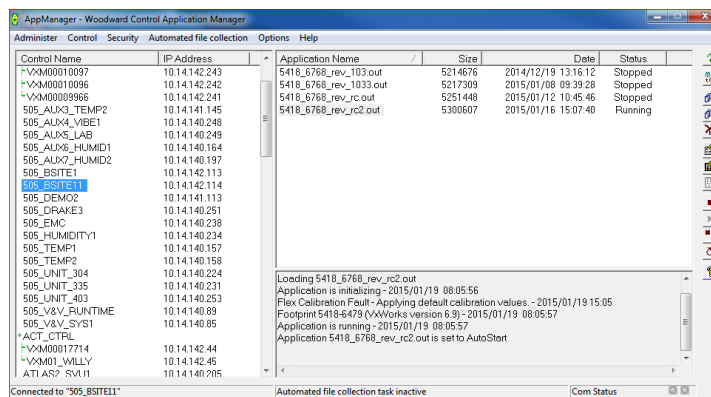 AppManager - Woodward Control Application Manager
Administer Control Security Automated file collection Options Help
Control Name IP Address
VXM00010097 10.14.142.243
VXM00010096 10.14.142.242
VXM00009966 10.14.142.241
505_AUX3_TEMP2 10.14.141.145
505_AUX4_VIBE1 10.14.140.248
505_AUX5_LAB 10.14.140.249
505_AUX6_HUMID1 10.14.140.164
505_AUX7_HUMID2 10.14.140.197
505_BSITE1 10.14.142.113
505_BSITE11 10.14.142.114
505_DEMO2 10.14.141.113
505_DRAKE3 10.14.140.251
505_EMC 10.14.140.238
505_HUMIDITY1 10.14.140.234
505_TEMP1 10.14.140.157
505_TEMP2 10.14.140.158
505_UNIT_304 10.14.140.224
505_UNIT_335 10.14.140.231
505_UNIT_403 10.14.140.253
505_V&V_RUNTIME 10.14.140.89
505_V&V_SYS1 10.14.140.85
ACT_CTRL
VXM00017714 10.14.142.44
VXM01_WILLY 10.14.142.45
ATLAS2_SVU1 10.14.140.205
Application Name Size Date Status
5418_6768_rev_103.out 5214676 2014/12/19 13:16:12 Stopped
5418_6768_rev_1033.out 5217309 2015/01/08 09:39:28 Stopped
5418_6768_rev_rc.out 5251448 2015/01/12 10:45:46 Stopped
5418_6768_rev_rc2.out 5300607 2015/01/16 15:07:40 Running
Loading 5418_6768_rev_rc2.out
Application is initializing - 2015/01/19 08:05:56
Flex Calibration Fault - Applying default calibration values. - 2015/01/19 15:05
Footprint 5418-6479 (VxWorks version 6.9) - 2015/01/19 08:05:57
Application is running - 2015/01/19 08:05:57
Application 5418_6768_rev_rc2.out is set to AutoStart
Connected to "505_BSITE11" Automated file collection task inactive Com Status